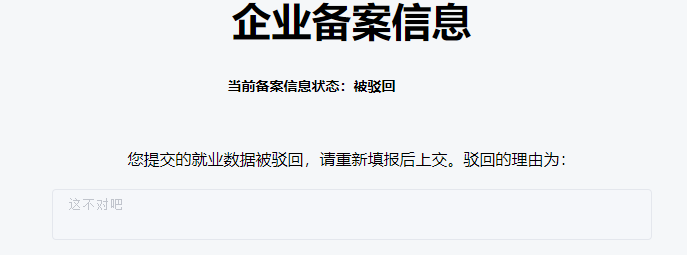 企业备案信息
当前备案信息状态：被驳回
您提交的就业数据被驳回，请重新填报后上交。驳回的理由为：
这不对吧